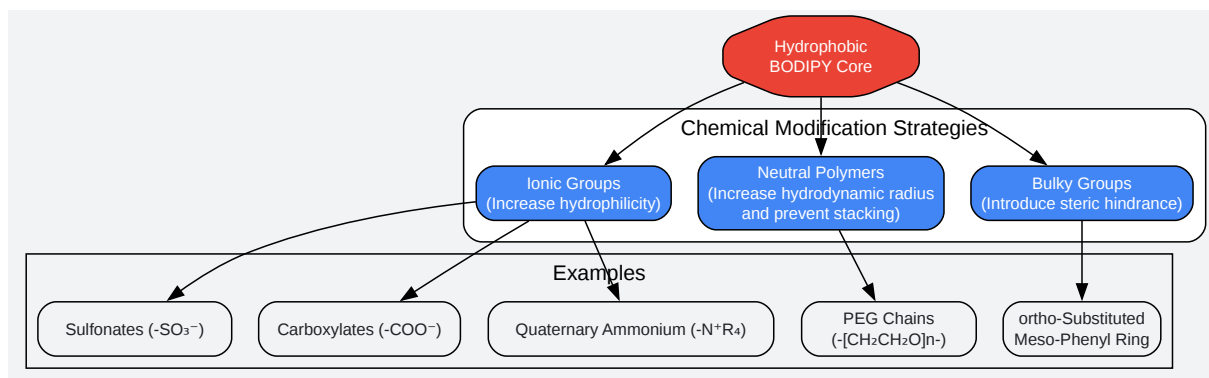 Hydrophobic
BODIPY Core
Chemical Modification Strategies
Ionic Groups
(Increase hydrophilicity)
Neutral Polymers
(Increase hydrodynamic radius
and prevent stacking)
Bulky Groups
(Introduce steric hindrance)
Examples
Sulfonates (-SO₃⁻)
Carboxylates (-COO⁻)
Quaternary Ammonium (-N⁺R₄)
PEG Chains
(-[CH₂CH₂O]n-)
ortho-Substituted
Meso-Phenyl Ring